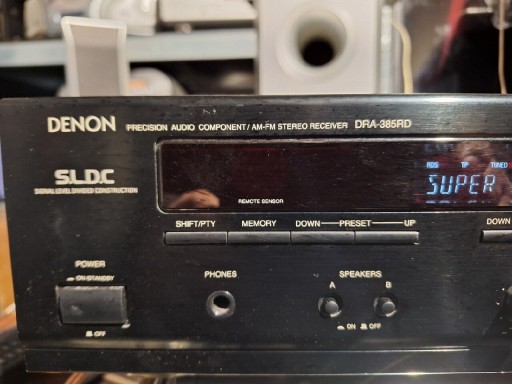 DENON PRECISION AUDIO COMPONENT / AM-FM STEREO RECEIVER DRA-385RD
S.L.D.C
SIGNAL LEVEL DIVIDED CONSTRUCTION
RDS TP TUNED
SUPER
REMOTE SENSOR
SHIFT/PTY MEMORY DOWN PRESET UP DOWN
POWER PHONES SPEAKERS
ON/STANDBY A B
ON OFF
OFF